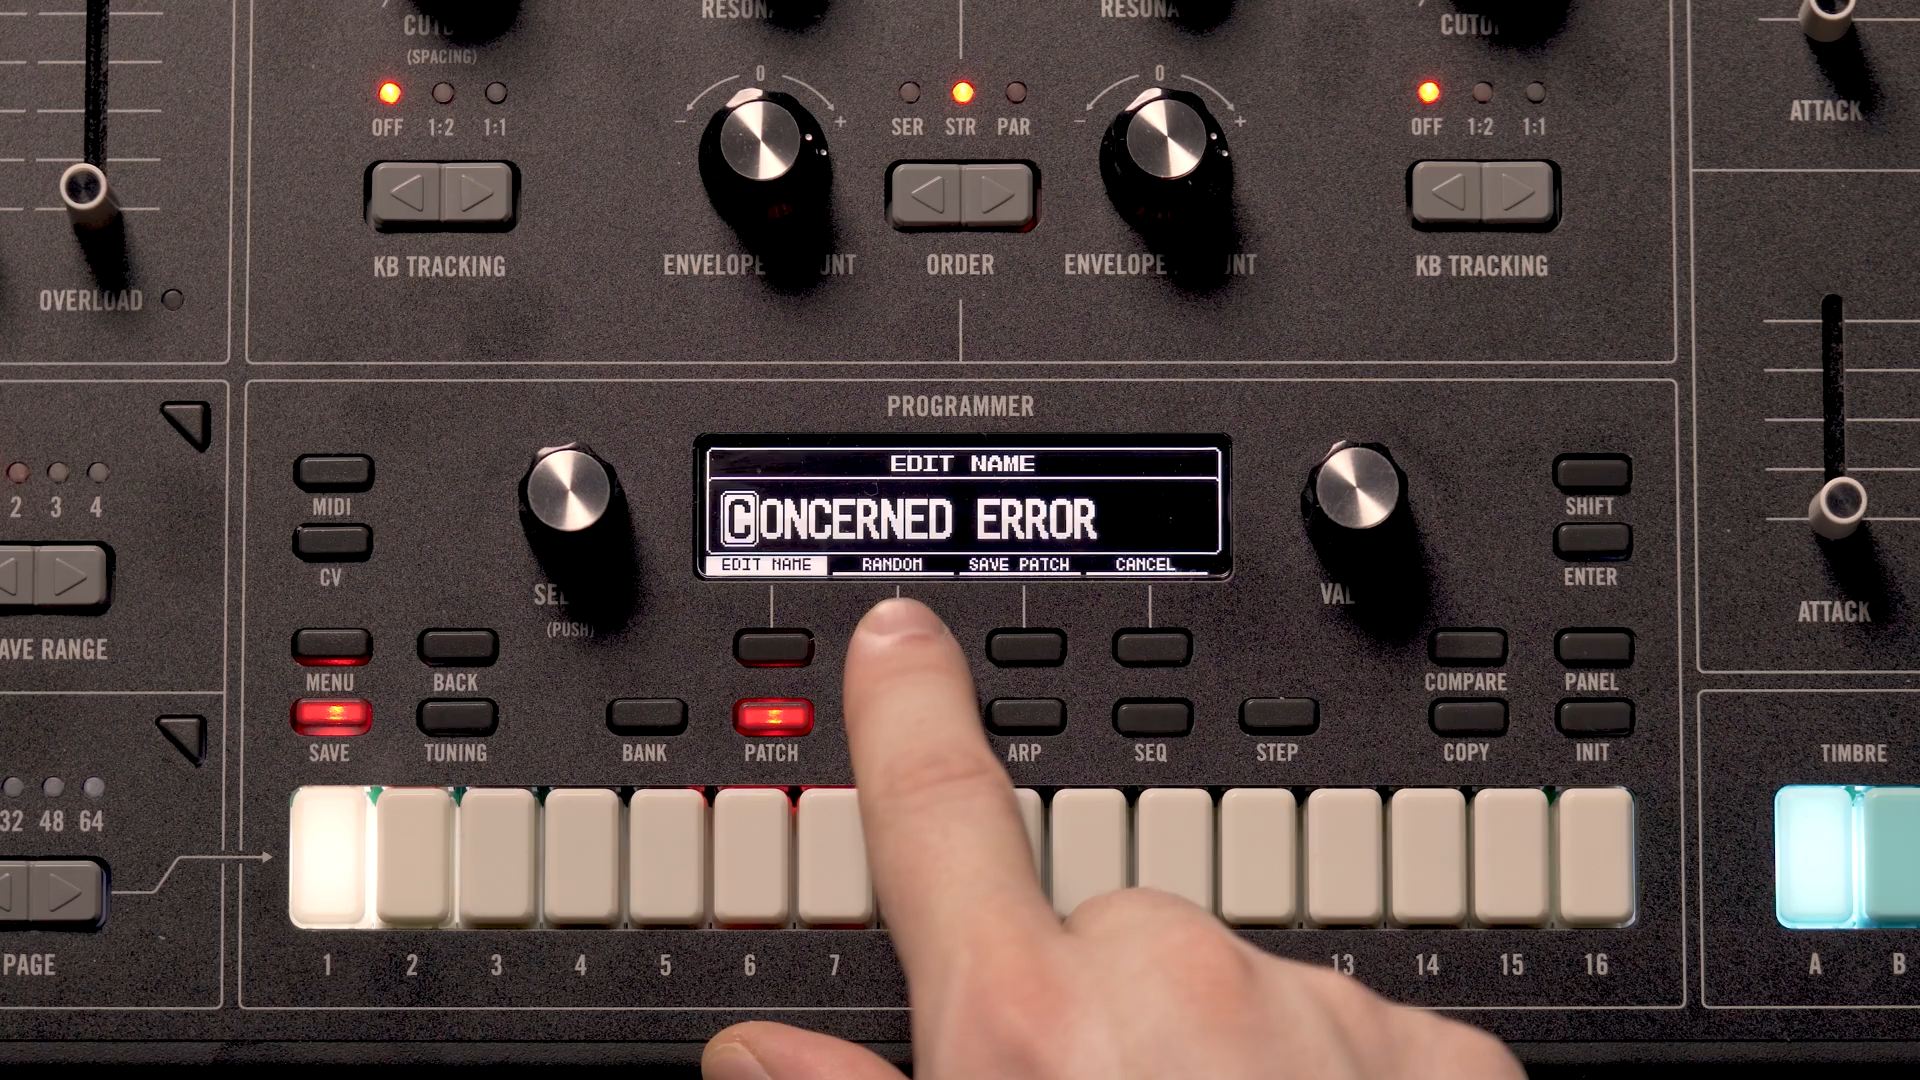 RESON
RESONA
CUTO
(SPACING)
CUTO
0
0
OFF 1:2 1:1
- +
SER STR PAR
- +
OFF 1:2 1:1
ATTACK
KB TRACKING
ENVELOPE
ORDER
ENVELOPE
KB TRACKING
OVERLOAD
PROGRAMMER
EDIT NAME
CONCERNED ERROR
EDIT NAME RANDOM SAVE PATCH CANCEL
2 3 4
MIDI
SHIFT
CV
ENTER
(PUSH)
VAL
ATTACK
AVE RANGE
MENU BACK
COMPARE PANEL
SAVE TUNING BANK PATCH ARP SEQ STEP COPY INIT
TIMBRE
32 48 64
PAGE
1 2 3 4 5 6 7 13 14 15 16
A B